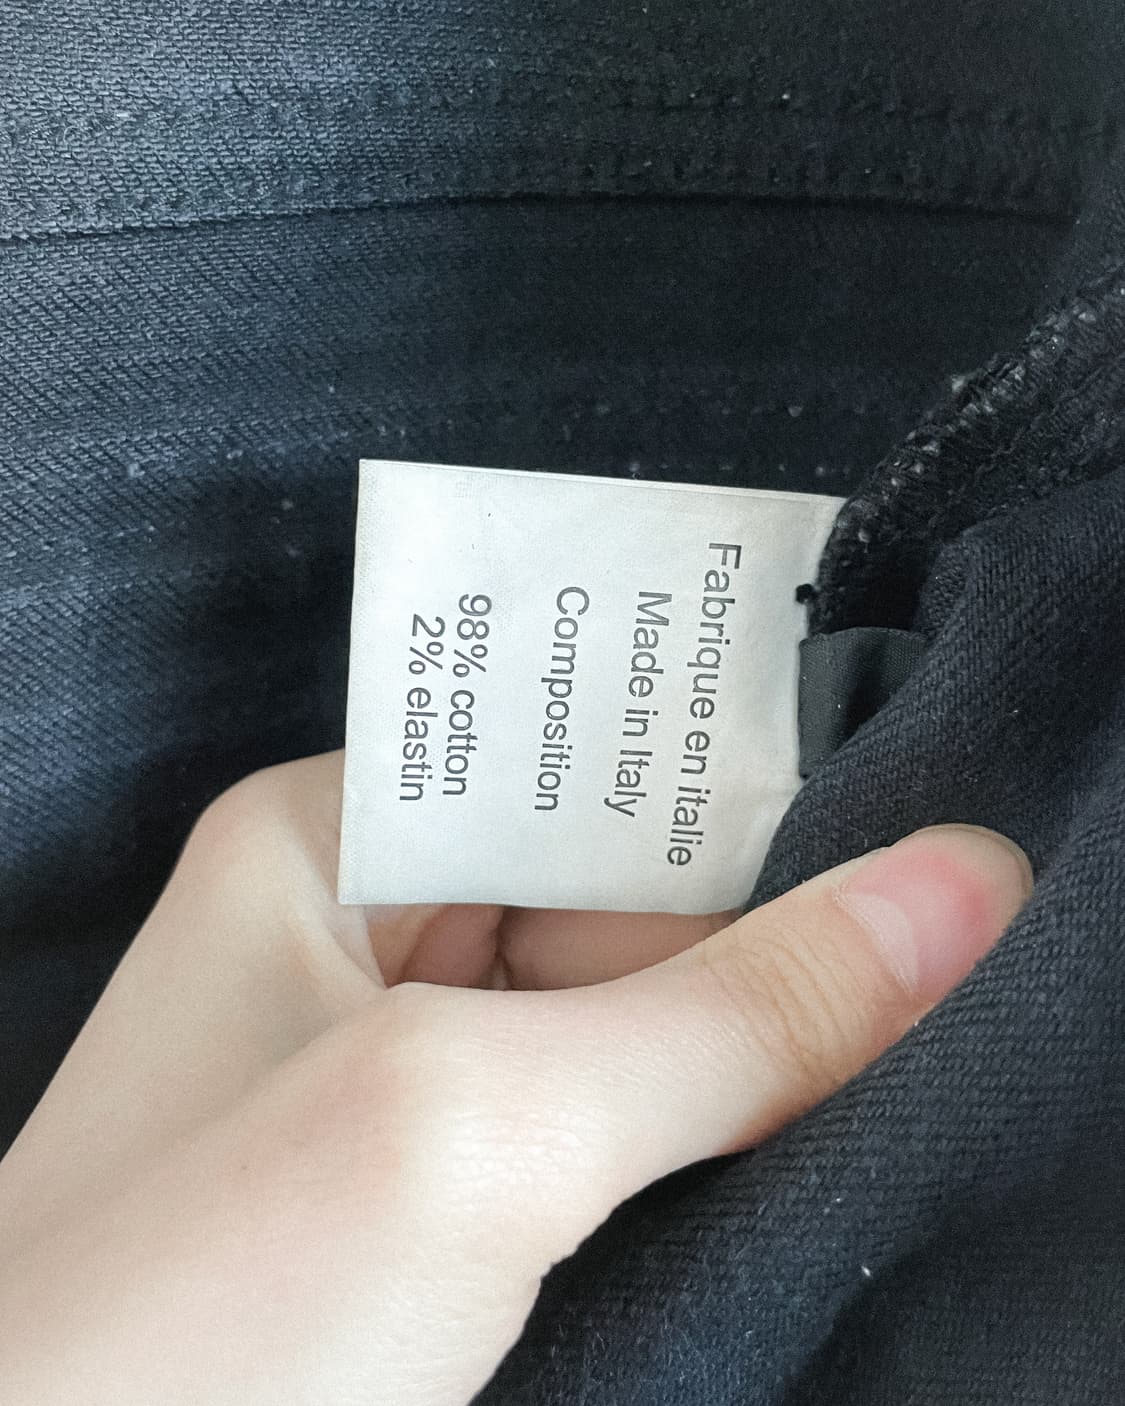 Fabrique en italie
Made in Italy
Composition
98% cotton
2% elastin